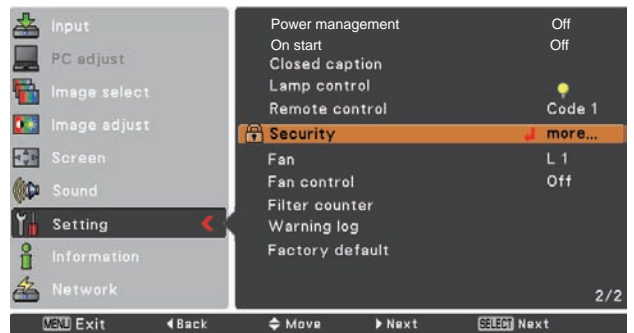 Input
PC adjust
Image select
Image adjust
Screen
Sound
Setting
Information
Network
Power management Off
On start Off
Closed caption
Lamp control
Remote control Code 1
Security more...
Fan L 1
Fan control Off
Filter counter
Warning log
Factory default
2/2
MENU Exit Back Move Next SELECT Next